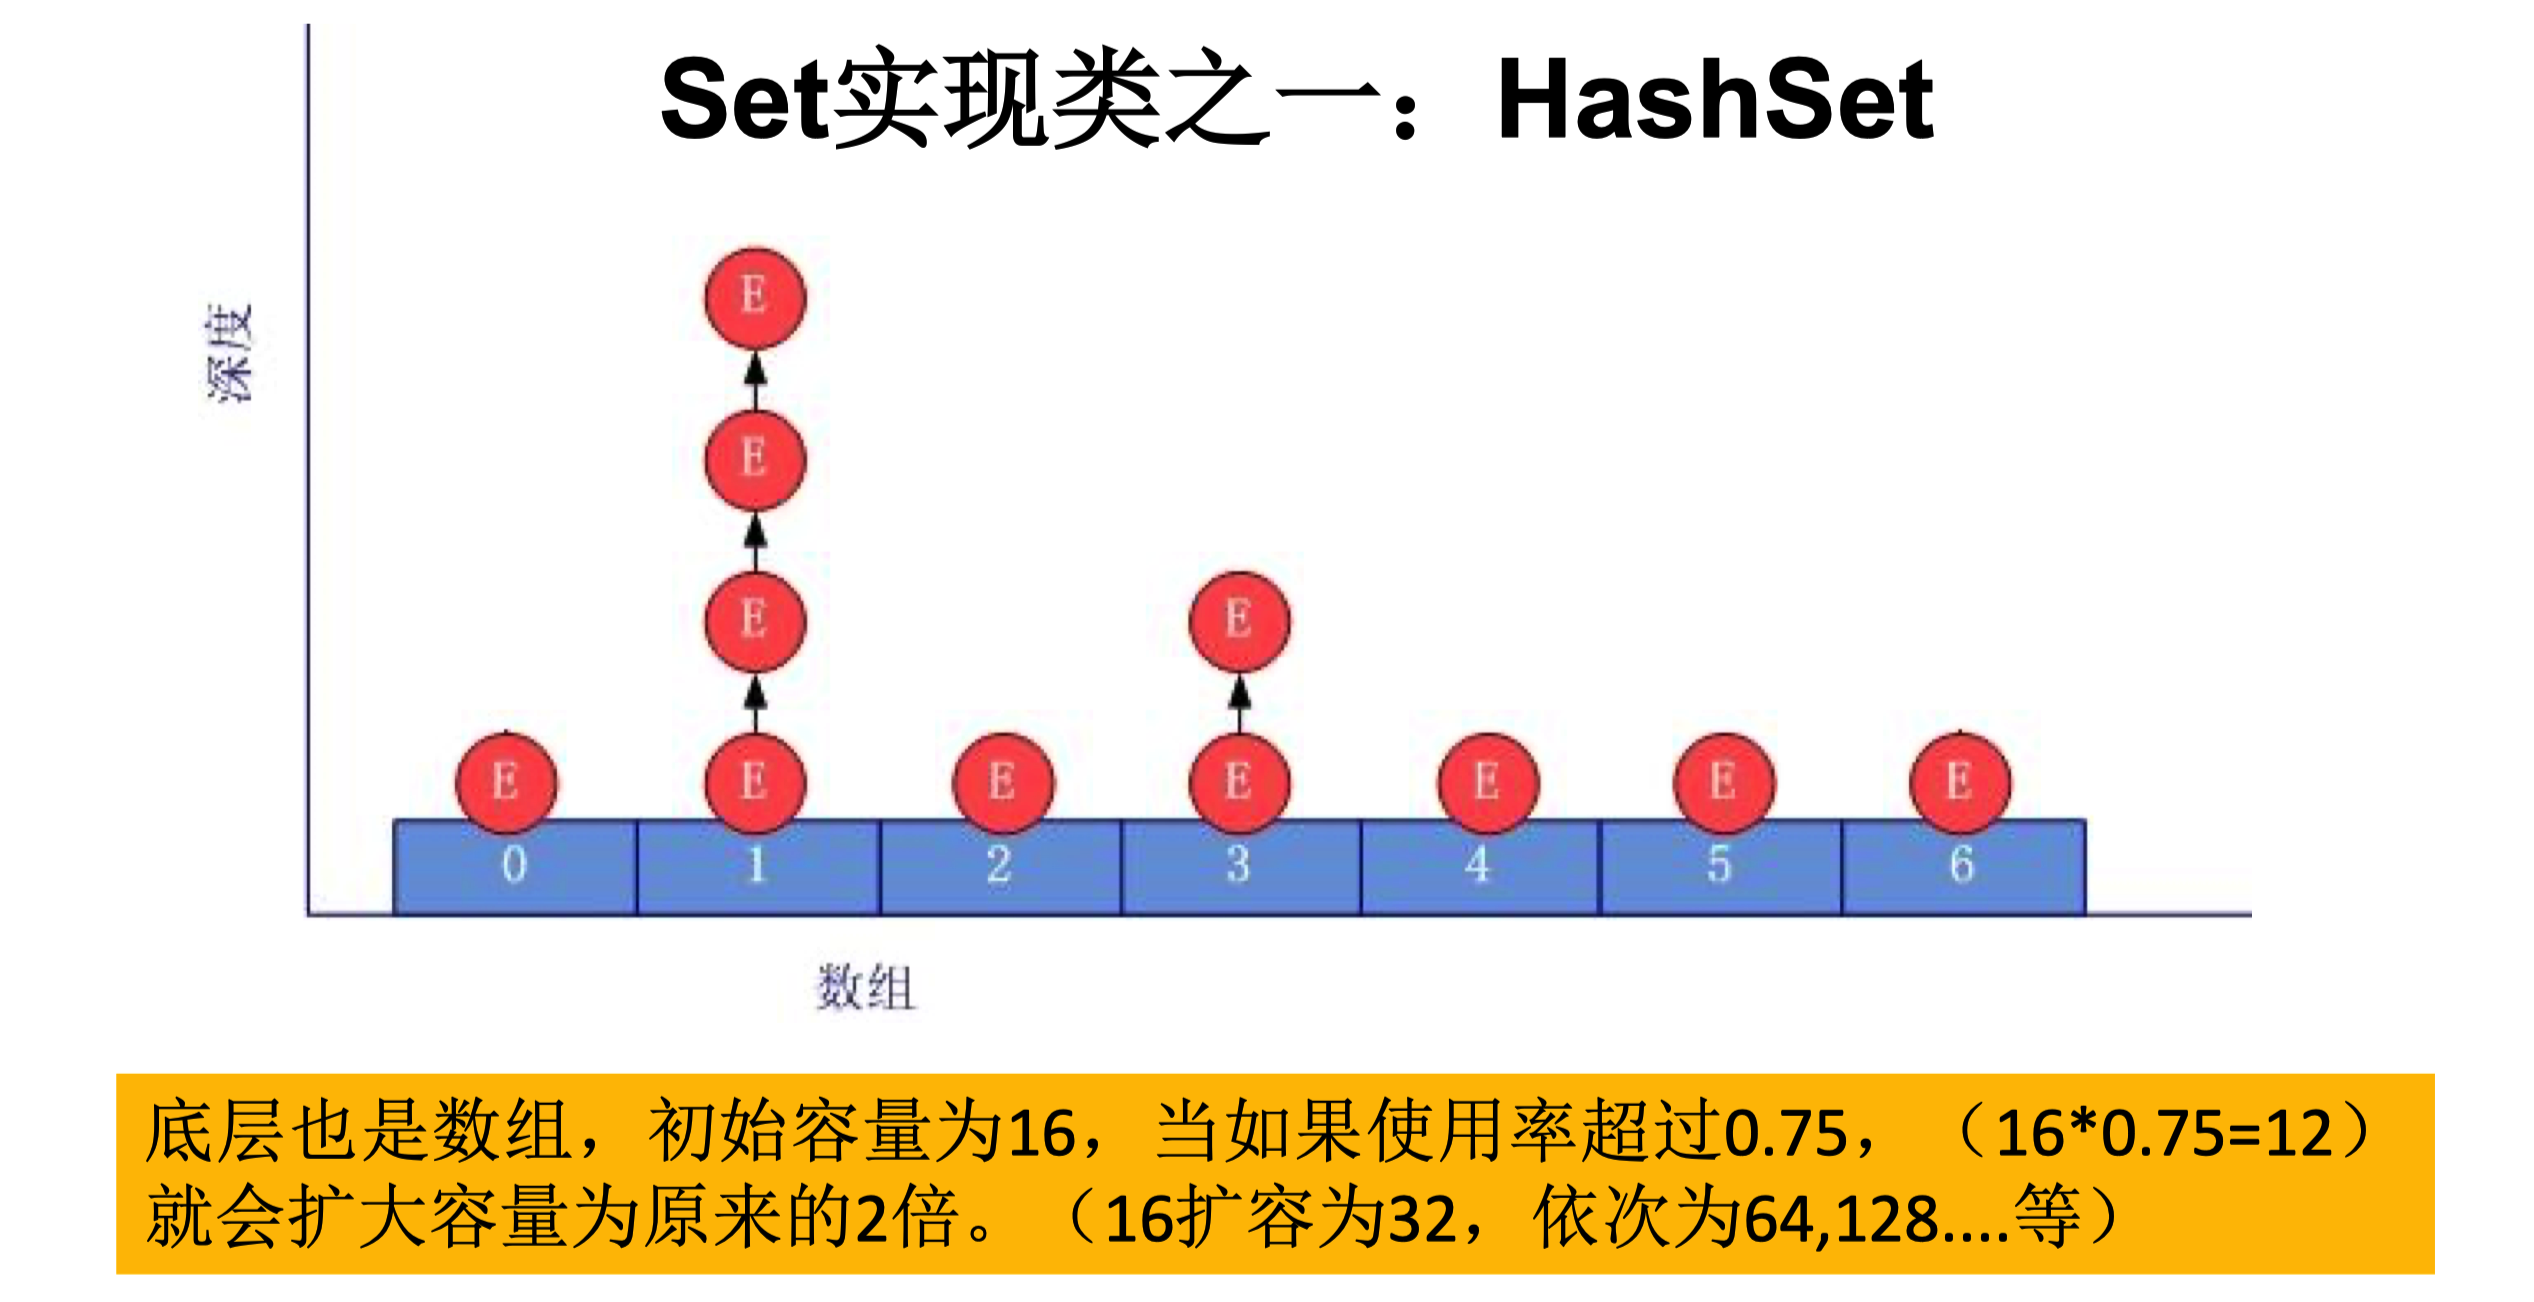 Set实现类之一：HashSet
深度
E
E
E
E
E
E
E
E
E
E
E
0 1 2 3 4 5 6
数组
底层也是数组，初始容量为16，当如果使用率超过0.75，（16*0.75=12）
就会扩大容量为原来的2倍。（16扩容为32，依次为64,128....等）